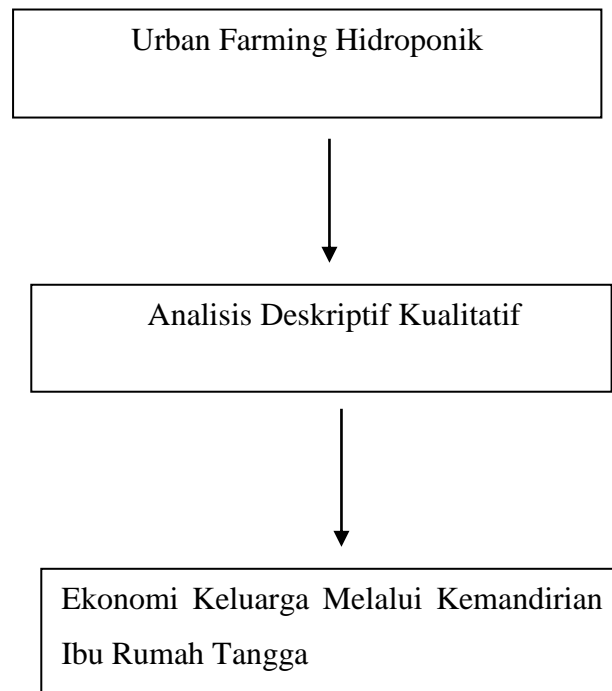 Urban Farming Hidroponik
Analisis Deskriptif Kualitatif
Ekonomi Keluarga Melalui Kemandirian
Ibu Rumah Tangga